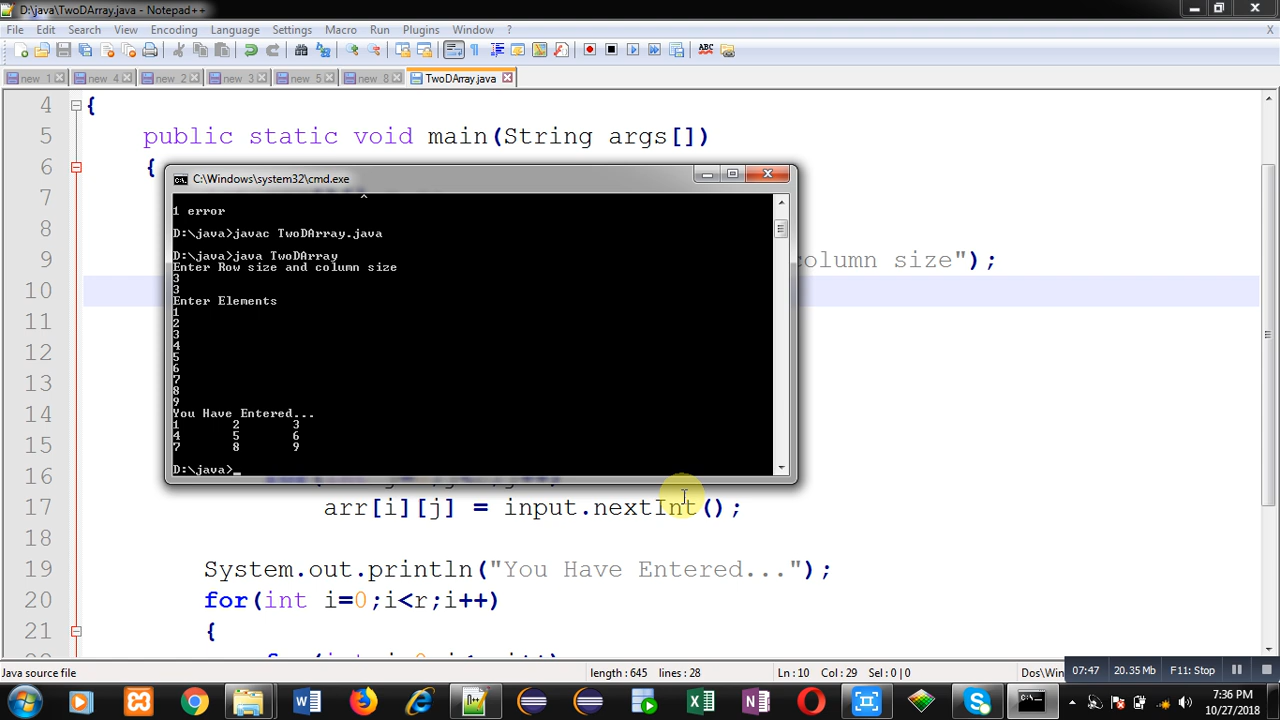 D:\java\TwoDArray.java - Notepad++
File Edit Search View Encoding Language Settings Macro Run Plugins Window ? X
new 1 new 4 new 2 new 3 new 5 new 8 TwoDArray.java
4 {
5 public static void main(String args[])
6 {
7
8
9 column size");
10
11
12
13
14
15
16
17 arr[i][j] = input.nextInt();
18
19 System.out.println("You Have Entered...");
20 for(int i=0;i<r;i++)
21 {
C:\Windows\system32\cmd.exe
^
1 error
D:\java>javac TwoDArray.java
D:\java>java TwoDArray
Enter Row size and column size
3
3
Enter Elements
1
2
3
4
5
6
7
8
9
You Have Entered...
1 2 3
4 5 6
7 8 9
D:\java>_
Java source file length : 645 lines : 28 Ln : 10 Col : 29 Sel : 0 | 0 Dos\Win
07:47 20.35 Mb F11: Stop
7:36 PM
10/27/2018